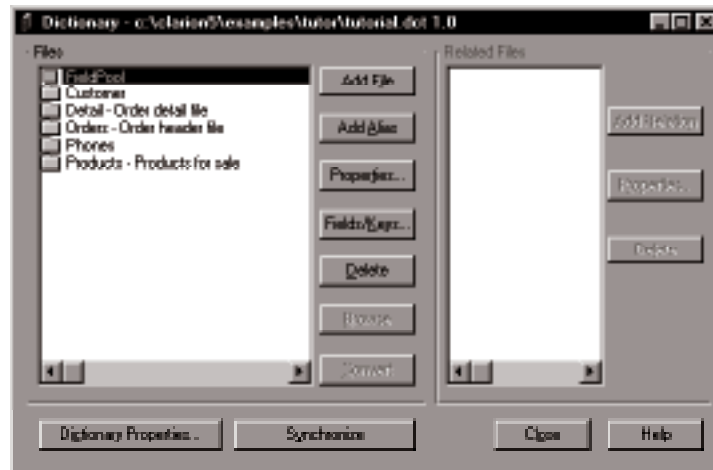 Dictionary - c:\clarion5\examples\tutor\tutorial.dct 1.0
Files
FieldPool
Customer
Detail - Order detail file
Orders - Order header file
Phones
Products - Products for sale
Add File
Add Alias
Properties...
Fields/Keys...
Delete
Browse
Convert
Related Files
Add Relation
Properties...
Delete
Dictionary Properties...
Synchronize
Close
Help